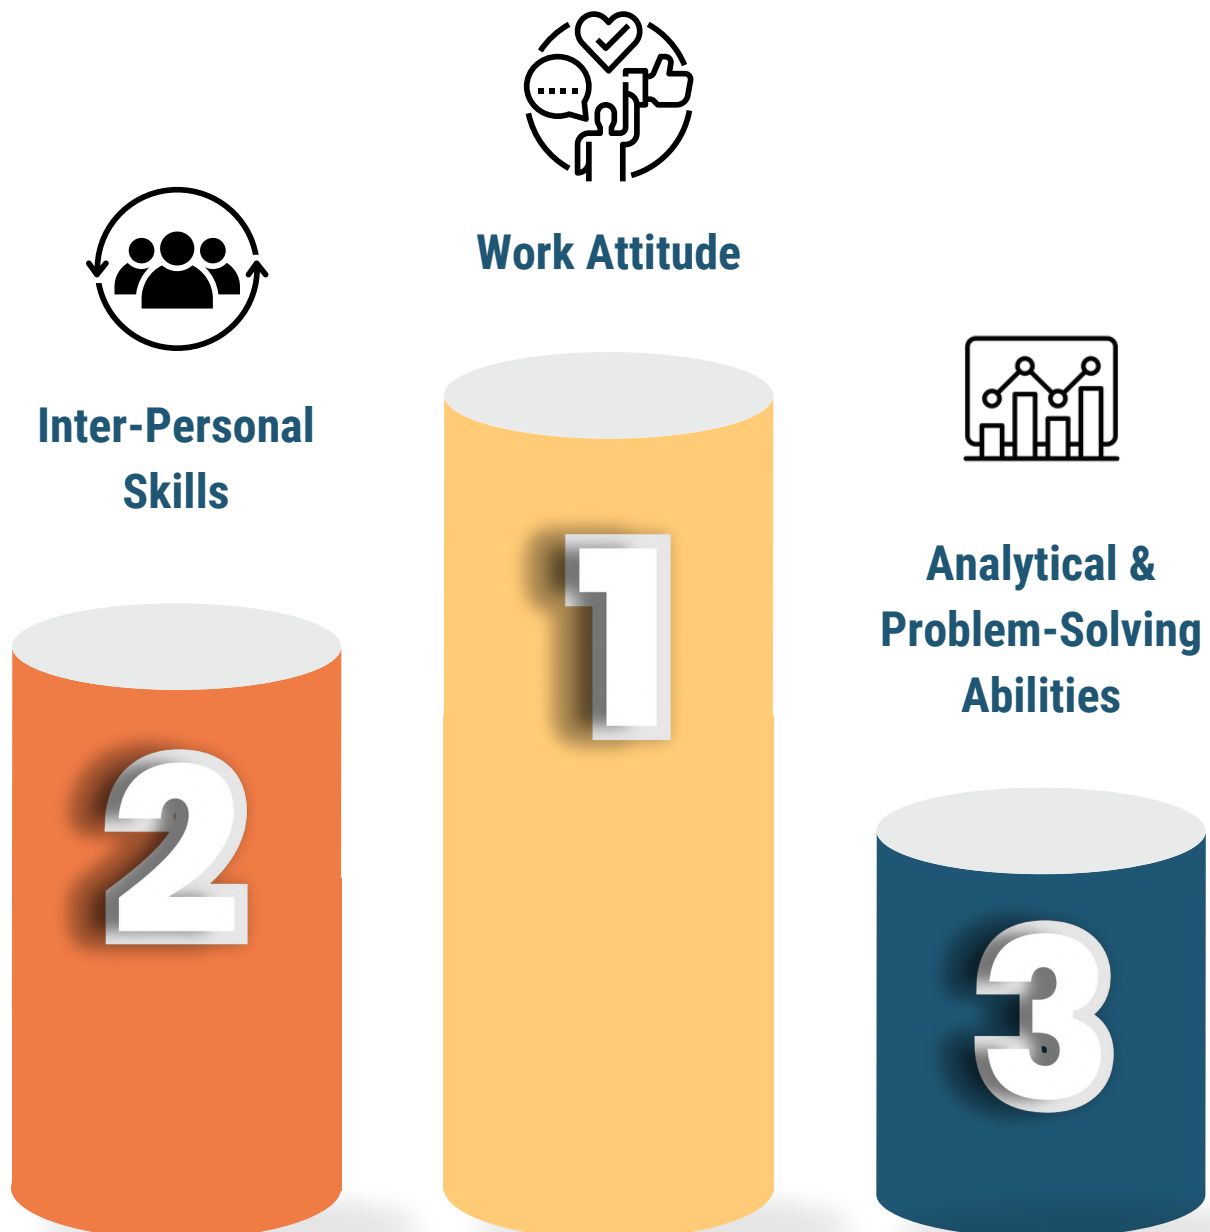 Work Attitude
Inter-Personal
Skills
Analytical &
Problem-Solving
Abilities
1
2
3